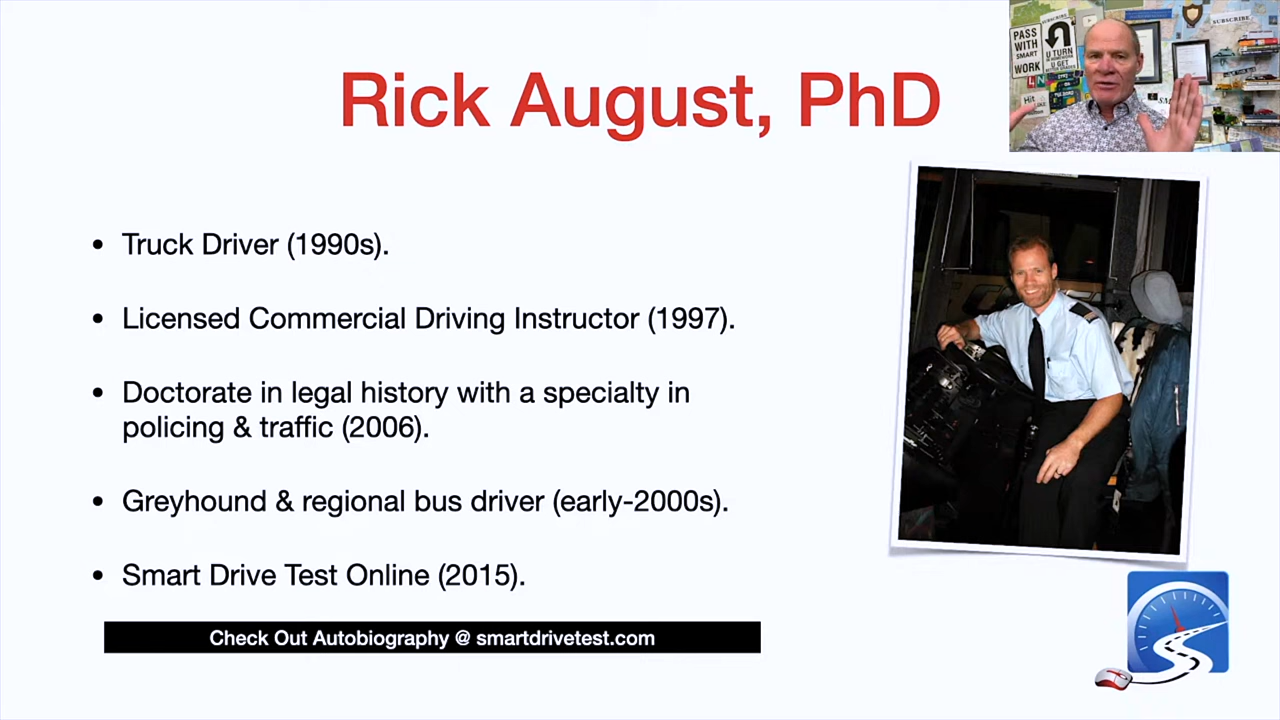 Rick August, PhD
PASS
WITH
SMART
WORK
U TURN
U GET
SUBSCRIBE
Hit
• Truck Driver (1990s).
• Licensed Commercial Driving Instructor (1997).
• Doctorate in legal history with a specialty in
policing & traffic (2006).
• Greyhound & regional bus driver (early-2000s).
• Smart Drive Test Online (2015).
Check Out Autobiography @ smartdrivetest.com